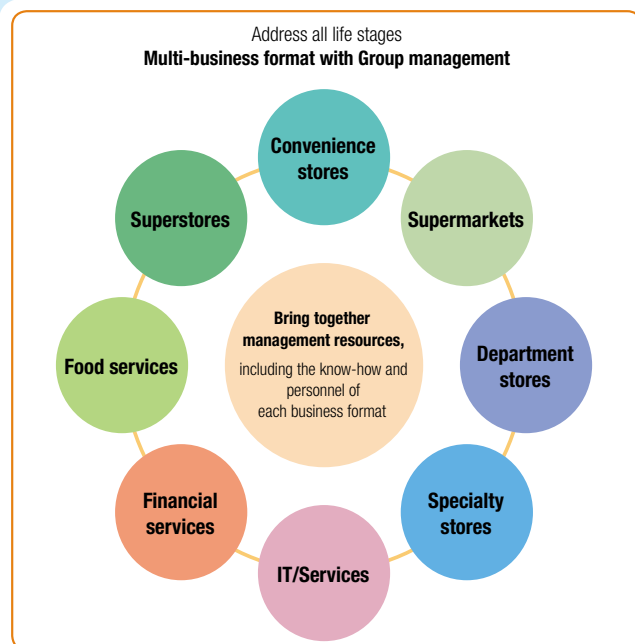 Address all life stages
Multi-business format with Group management
Convenience
stores
Superstores
Supermarkets
Bring together
management resources,
including the know-how and
personnel of
each business format
Food services
Department
stores
Financial
services
Specialty
stores
IT/Services